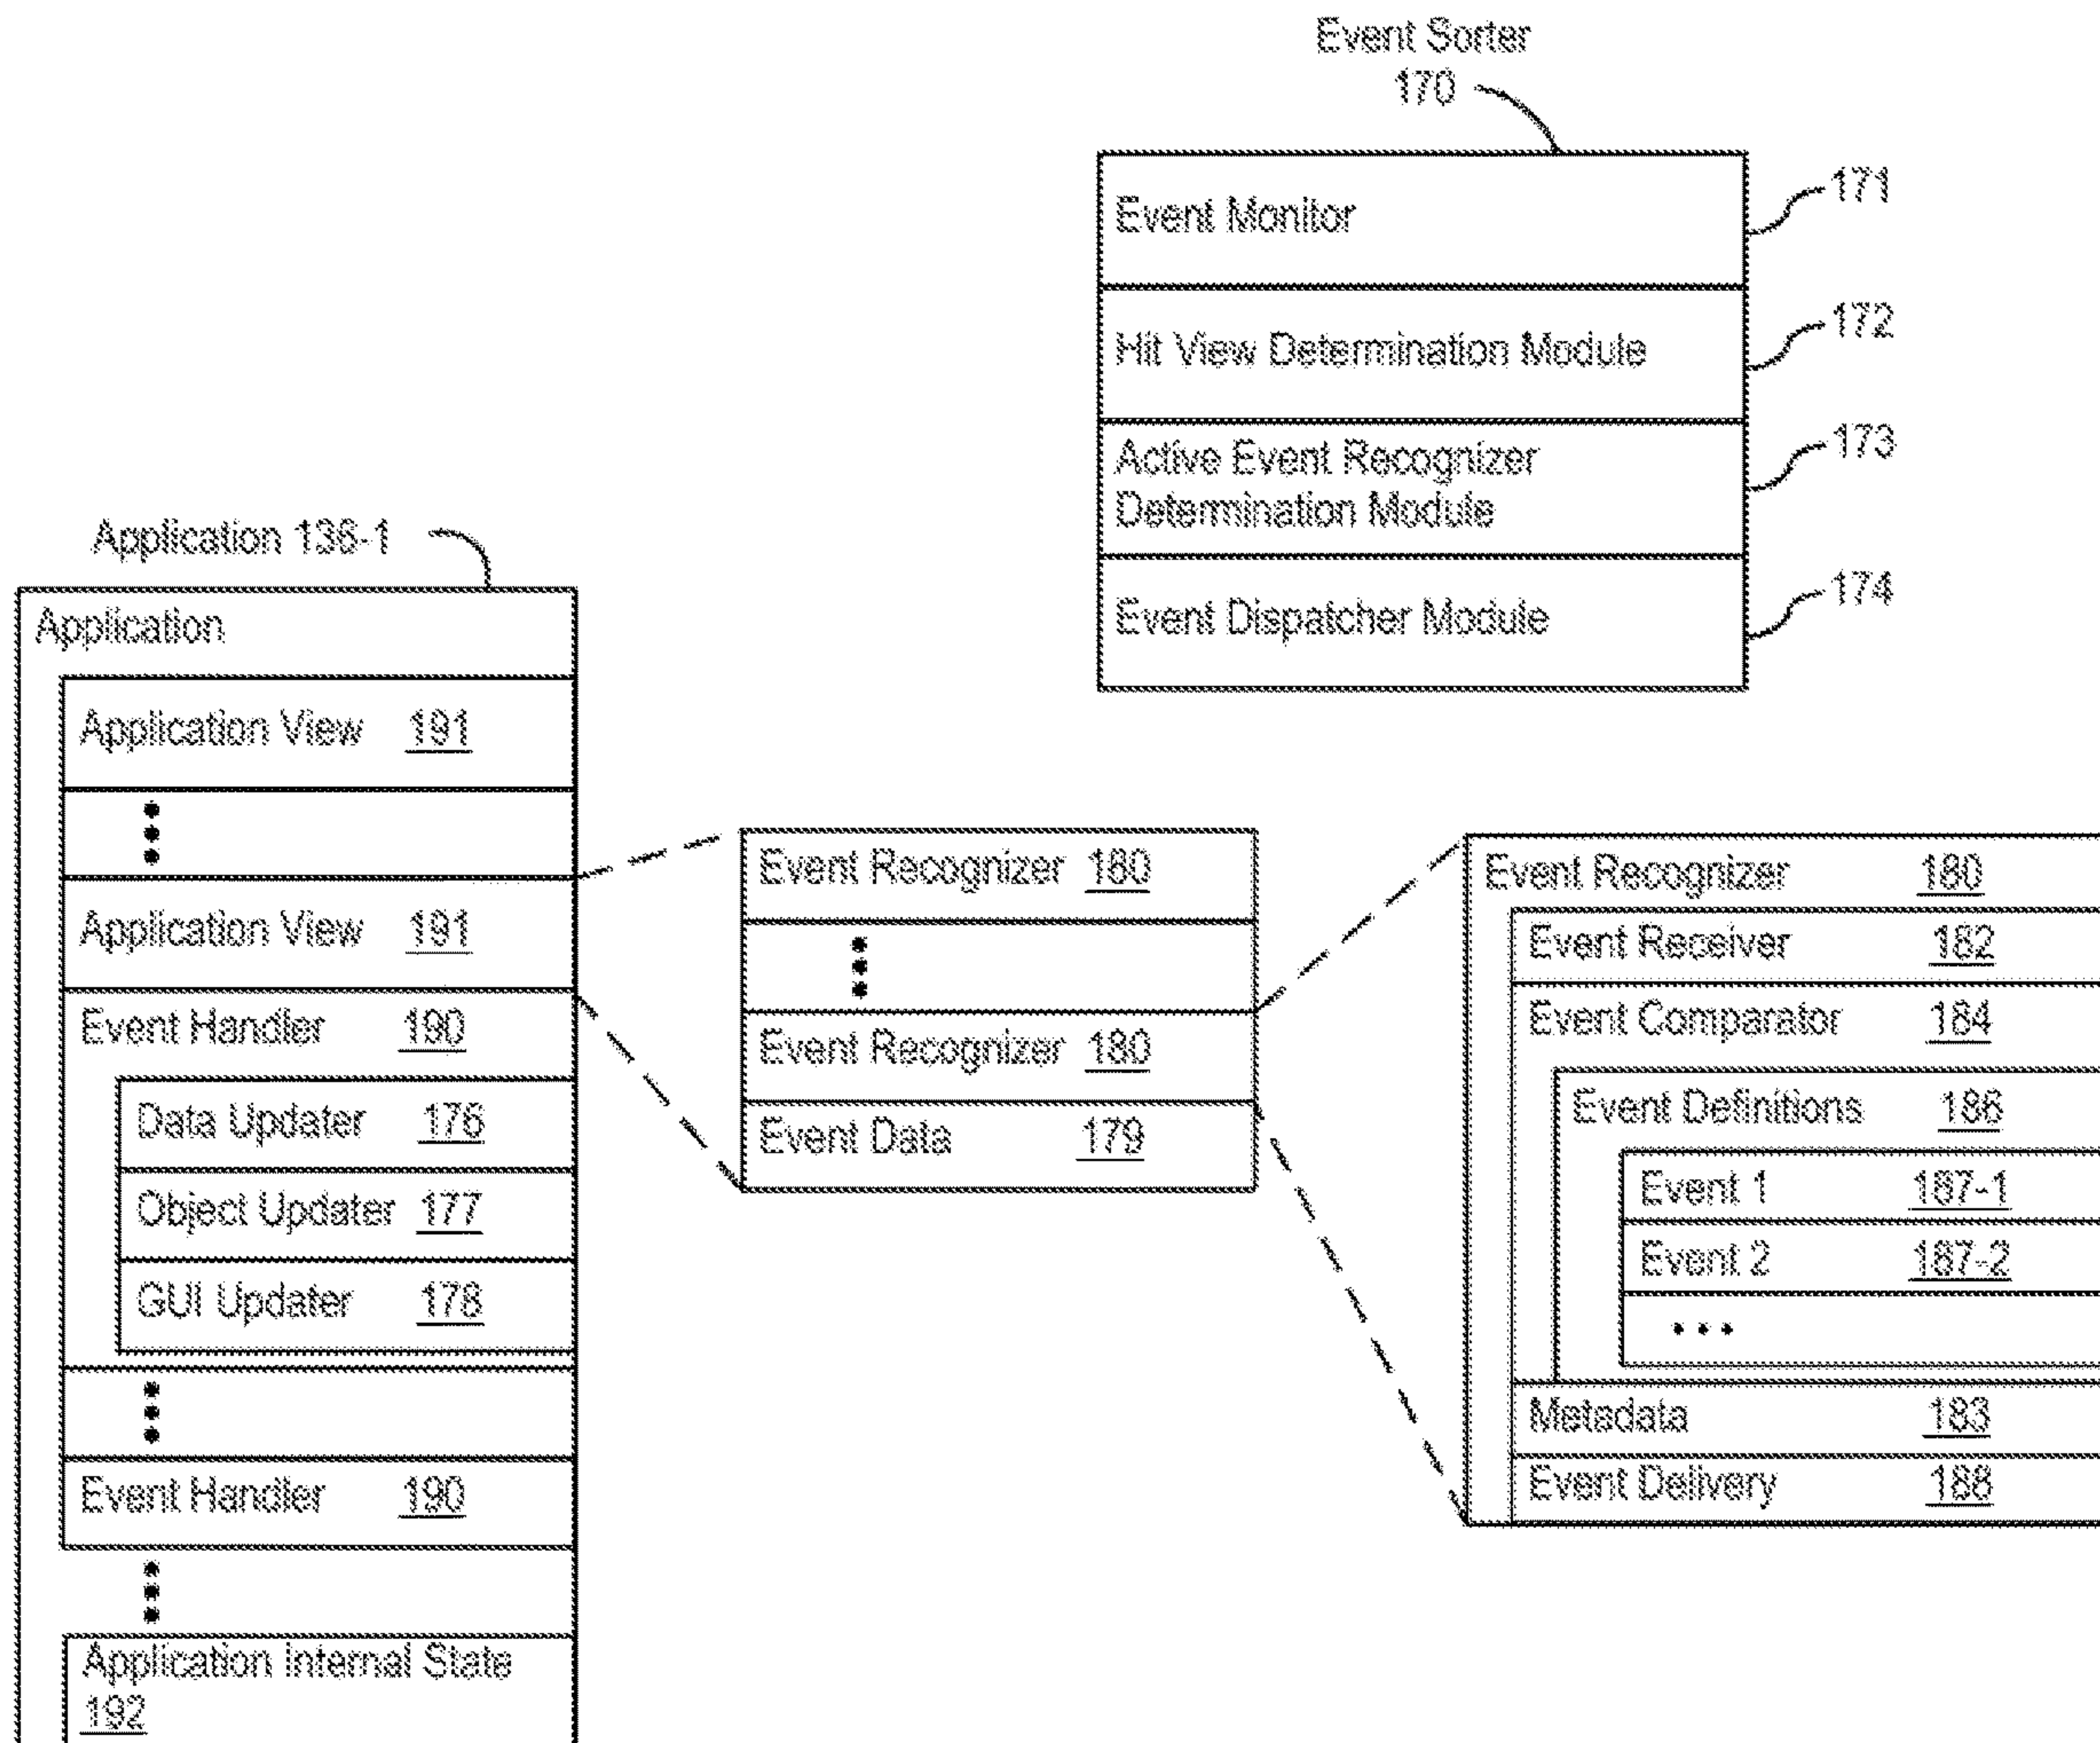 Event Sorter
170
Event Monitor
171
Hit View Determination Module
172
Active Event Recognizer
Determination Module
173
Event Dispatcher Module
174
Application 136-1
Application
Application View 191
Application View 191
Event Handler 190
Data Updater 176
Object Updater 177
GUI Updater 178
Event Handler 190
Application Internal State
192
Event Recognizer 180
Event Recognizer 180
Event Data 179
Event Recognizer 180
Event Receiver 182
Event Comparator 184
Event Definitions 186
Event 1 187-1
Event 2 187-2
Metadata 183
Event Delivery 188